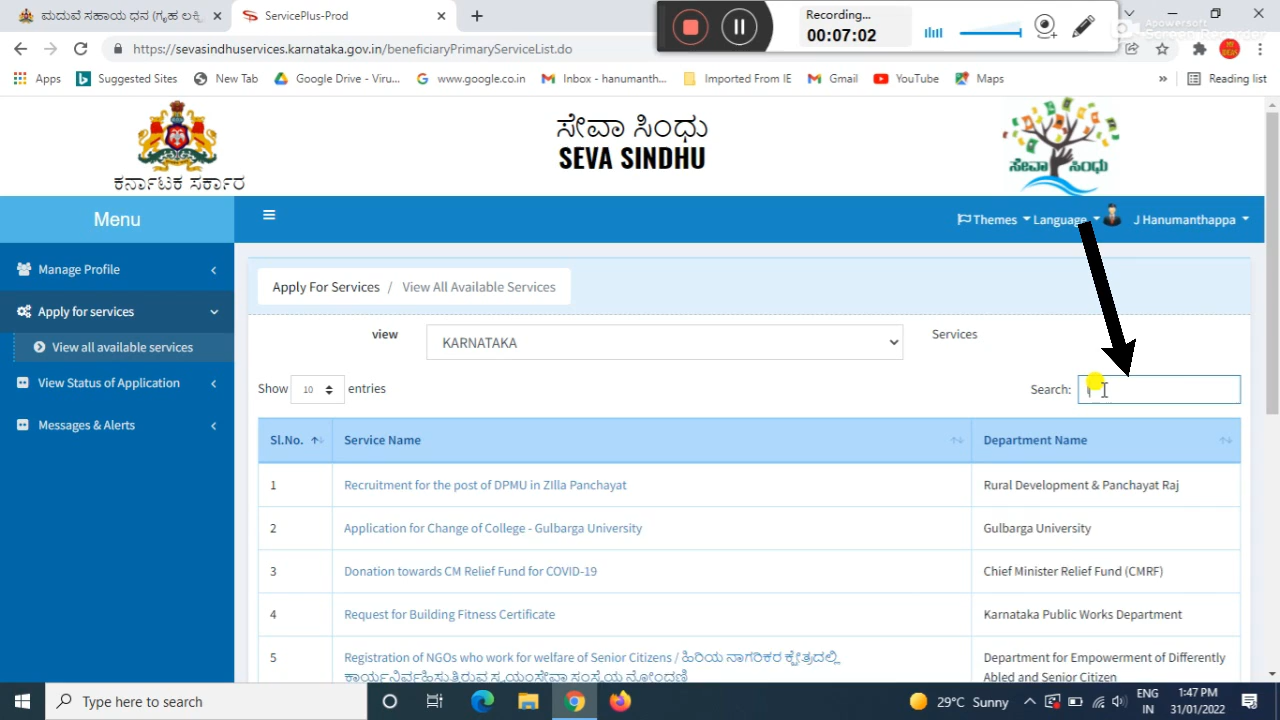 ಮದುವೆ ಸಹಾಯ ಧನ (ಗೃಹ ಲಕ್ಷ್ಮಿ
ServicePlus-Prod
Recording...
00:07:02
Apowersoft
Screen Recorder
https://sevasindhuservices.karnataka.gov.in/beneficiaryPrimaryServiceList.do
Apps
Suggested Sites
New Tab
Google Drive - Viru...
www.google.co.in
Inbox - hanumanth...
Imported From IE
Gmail
YouTube
Maps
»
Reading list
ಕರ್ನಾಟಕ ಸರ್ಕಾರ
ಸೇವಾ ಸಿಂಧು
SEVA SINDHU
ಸೇವಾ ಸಿಂಧು
Menu
Themes
Language
J Hanumanthappa
Manage Profile
Apply for services
View all available services
View Status of Application
Messages & Alerts
Apply For Services / View All Available Services
view
KARNATAKA
Services
Show 10 entries
Search:
Sl.No. Service Name Department Name
1 Recruitment for the post of DPMU in ZIlla Panchayat Rural Development & Panchayat Raj
2 Application for Change of College - Gulbarga University Gulbarga University
3 Donation towards CM Relief Fund for COVID-19 Chief Minister Relief Fund (CMRF)
4 Request for Building Fitness Certificate Karnataka Public Works Department
5 Registration of NGOs who work for welfare of Senior Citizens / ಹಿರಿಯ ನಾಗರಿಕರ ಕ್ಷೇತ್ರದಲ್ಲಿ Department for Empowerment of Differently
ಕಾರ್ಯನಿರ್ವಹಿಸುತ್ತಿರುವ ಸ್ವಯಂಸೇವಾ ಸಂಸ್ಥೆಯ ನೋಂದಣಿ Abled and Senior Citizen
Type here to search
29°C Sunny
ENG
IN
1:47 PM
31/01/2022